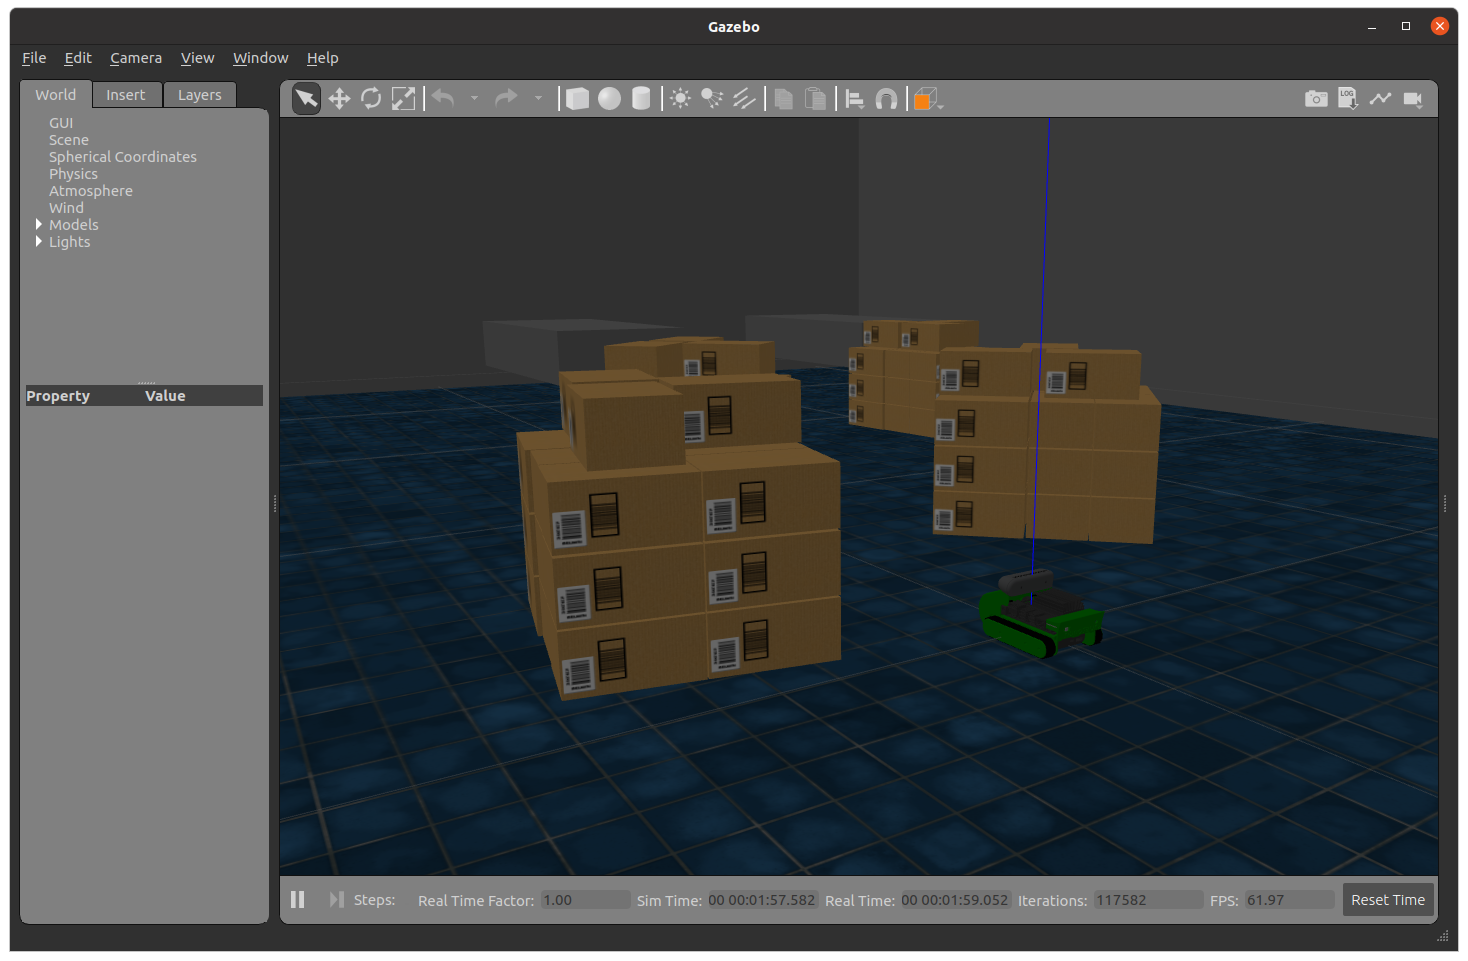 Gazebo
File Edit Camera View Window Help
World Insert Layers
LOG
GUI
Scene
Spherical Coordinates
Physics
Atmosphere
Wind
Models
Lights
Property Value
Steps: Real Time Factor: 1.00 Sim Time: 00 00:01:57.582 Real Time: 00 00:01:59.052 Iterations: 117582 FPS: 61.97 Reset Time